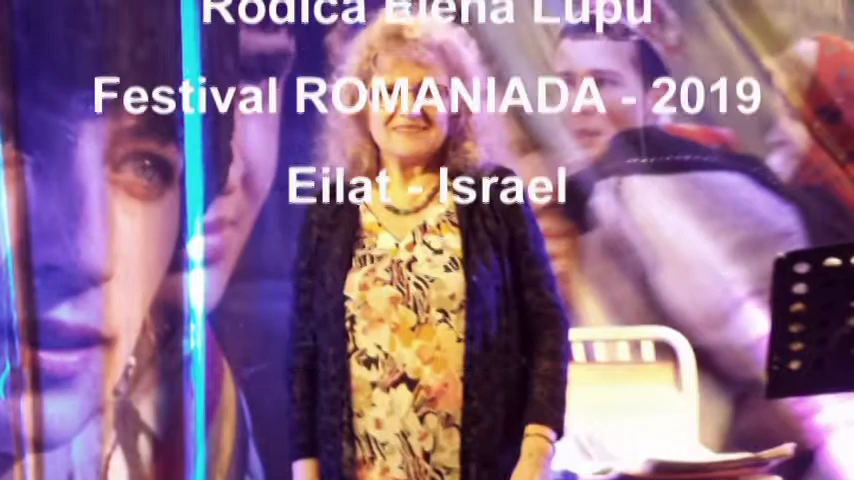 Rodica Elena Lupu
Festival ROMANIADA - 2019
Eilat - Israel